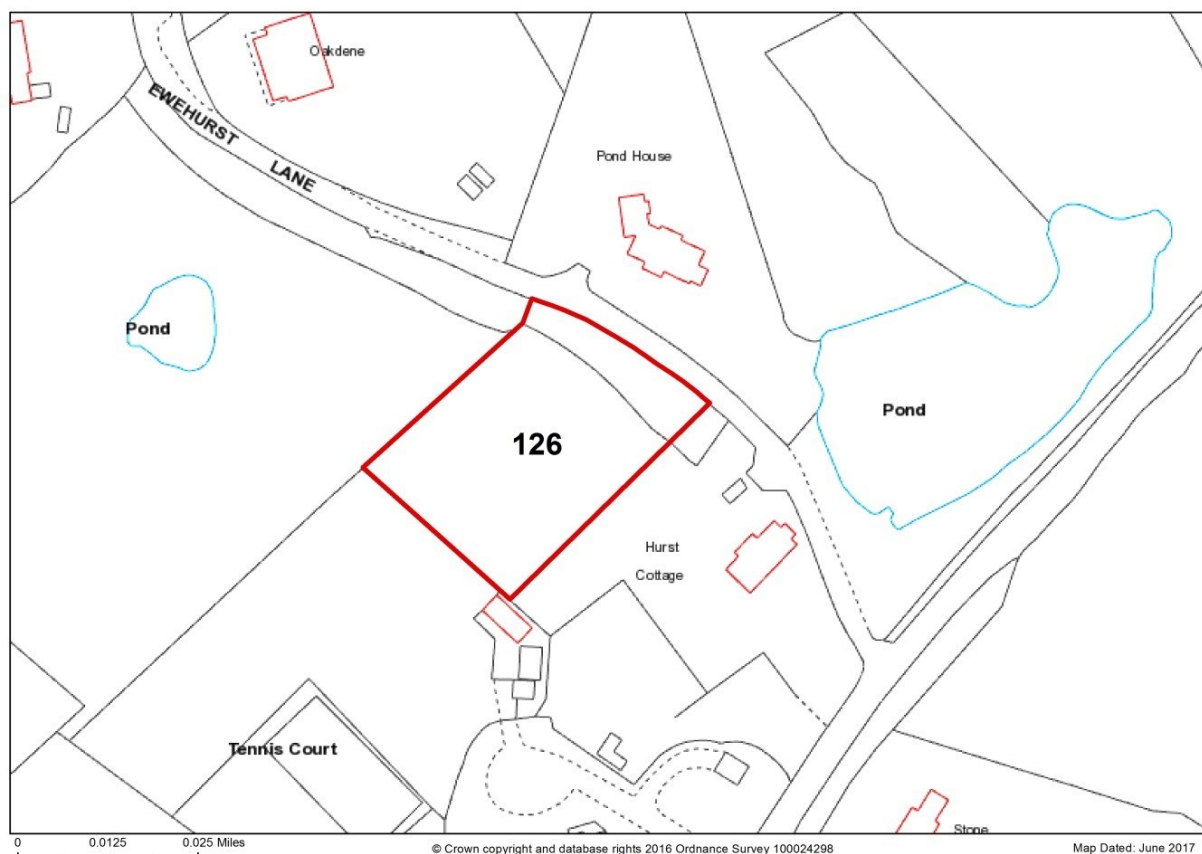 Oakdene
EWEHURST
LANE
Pond House
Pond
Pond
126
Hurst
Cottage
Tennis Court
Stone
0 0.0125 0.025 Miles
© Crown copyright and database rights 2016 Ordnance Survey 100024298
Map Dated: June 2017